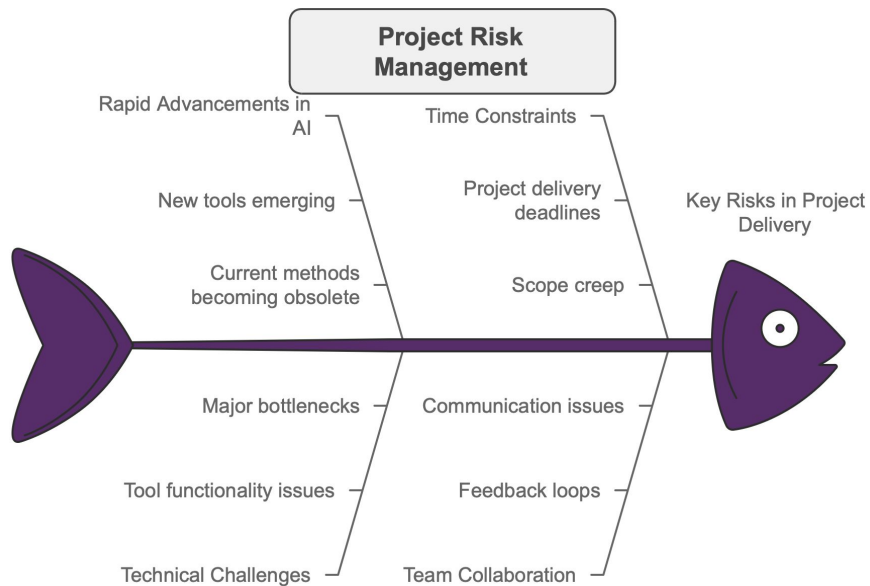 Project Risk
Management
Rapid Advancements in
AI
New tools emerging
Current methods
becoming obsolete
Time Constraints
Project delivery
deadlines
Scope creep
Key Risks in Project
Delivery
Major bottlenecks
Tool functionality issues
Technical Challenges
Communication issues
Feedback loops
Team Collaboration